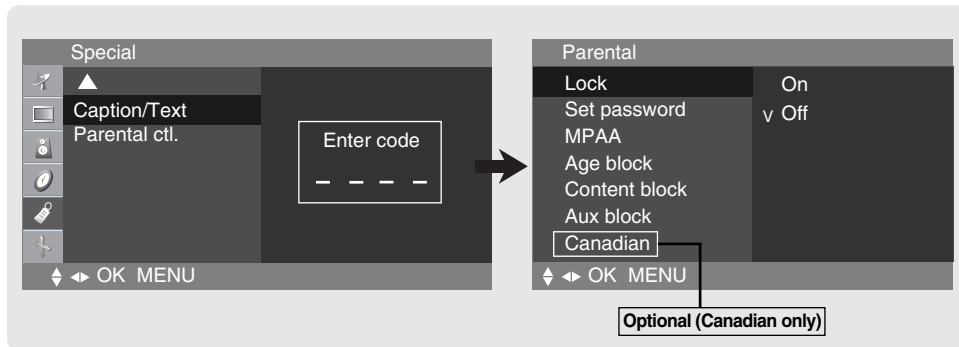 Special
Caption/Text
Parental ctl.
Enter code
_ _ _ _
OK MENU
Parental
Lock
On
Set password
v Off
MPAA
Age block
Content block
Aux block
Canadian
OK MENU
Optional (Canadian only)